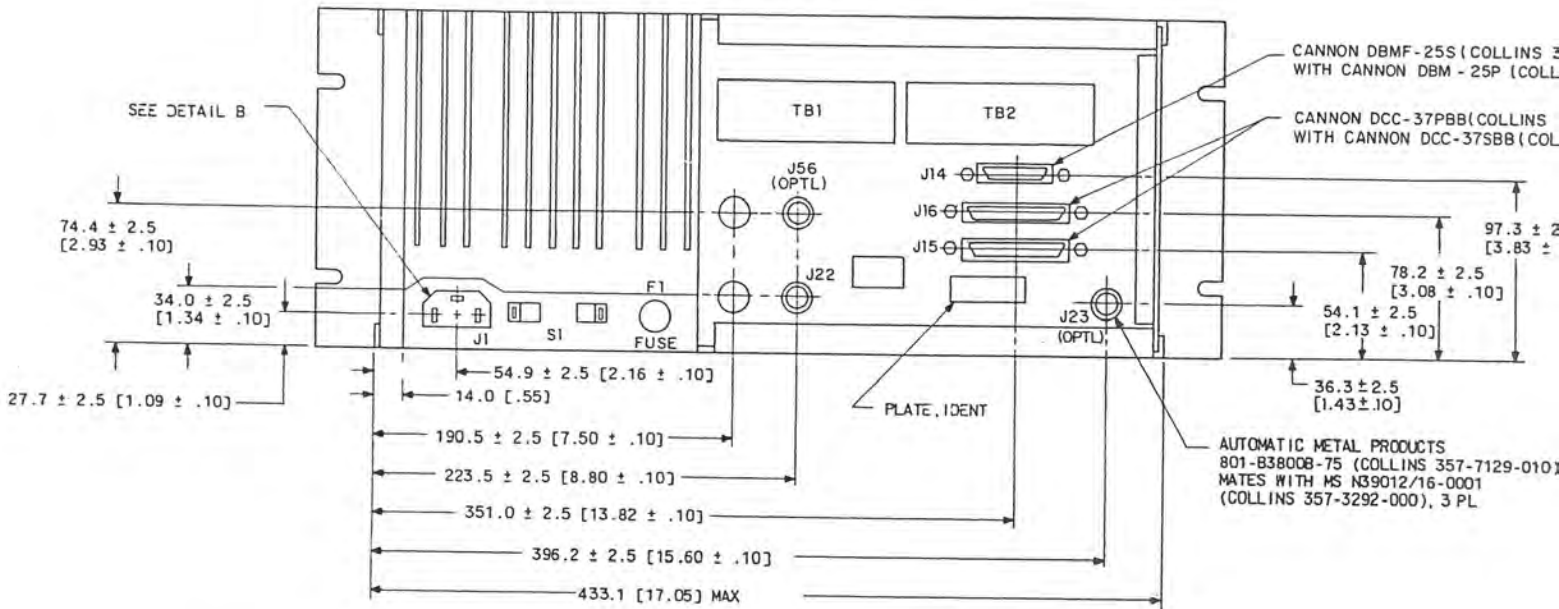 CANNON DBMF-25S (COLLINS 3
WITH CANNON DBM - 25P (COLL
SEE DETAIL B
TB1
TB2
CANNON DCC-37PBB(COLLINS
WITH CANNON DCC-37SBB (COL
J56
(OPTL)
J14
J16
J15
74.4 ± 2.5
[2.93 ± .10]
97.3 ± 2
[3.83 ±
78.2 ± 2.5
[3.08 ± .10]
34.0 ± 2.5
[1.34 ± .10]
F1
J22
54.1 ± 2.5
[2.13 ± .10]
J1
S1
FUSE
J23
(OPTL)
27.7 ± 2.5 [1.09 ± .10]
54.9 ± 2.5 [2.16 ± .10]
14.0 [.55]
36.3 ±2.5
[1.43±.10]
PLATE, IDENT
190.5 ± 2.5 [7.50 ± .10]
223.5 ± 2.5 [8.80 ± .10]
351.0 ± 2.5 [13.82 ± .10]
396.2 ± 2.5 [15.60 ± .10]
433.1 [17.05] MAX
AUTOMATIC METAL PRODUCTS
801-B3800B-75 (COLLINS 357-7129-010)
MATES WITH MS N39012/16-0001
(COLLINS 357-3292-000), 3 PL